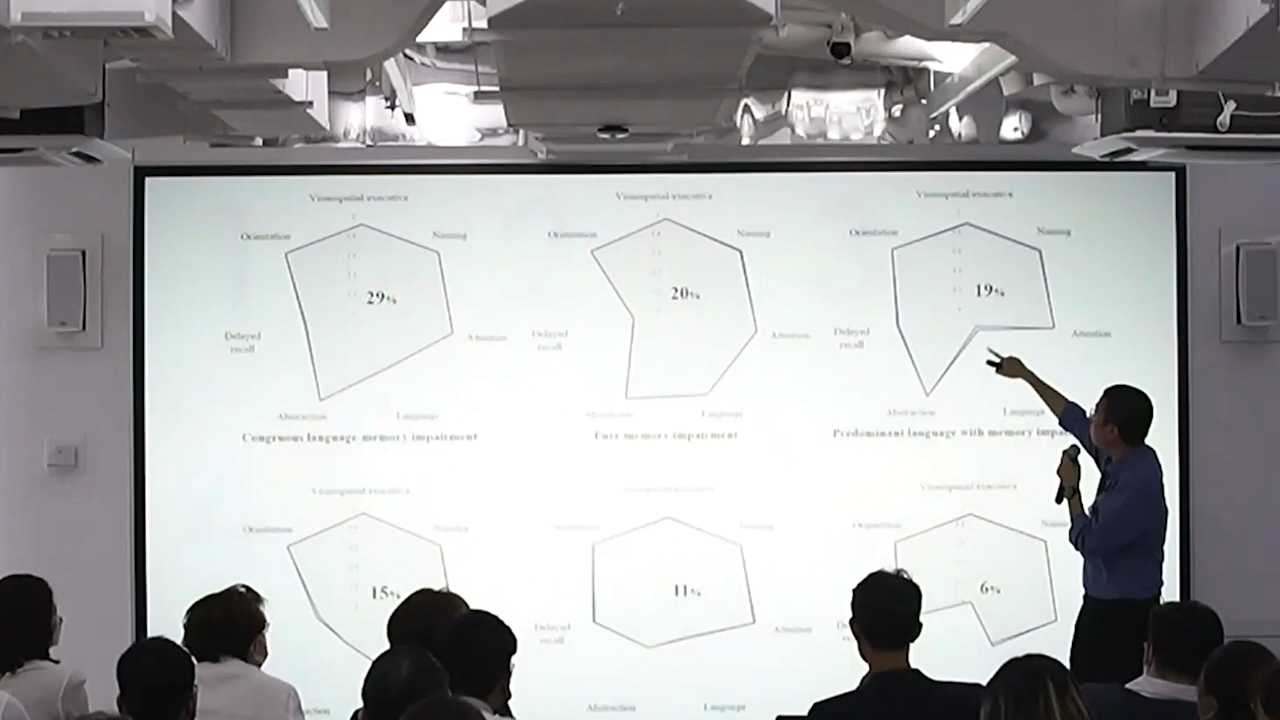 Visuospatial executive
Orientation
Naming
29%
Delayed
recall
Attention
Abstraction
Language
Congruous language-memory impairment
Visuospatial executive
Orientation
Naming
20%
Delayed
recall
Attention
Abstraction
Language
Pure memory impairment
Visuospatial executive
Orientation
Naming
19%
Delayed
recall
Attention
Abstraction
Language
Predominant language with memory impai
Visuospatial executive
Orientation
Naming
15%
11%
Delayed
recall
Attention
Language
Visuospatial executive
Orientation
6%